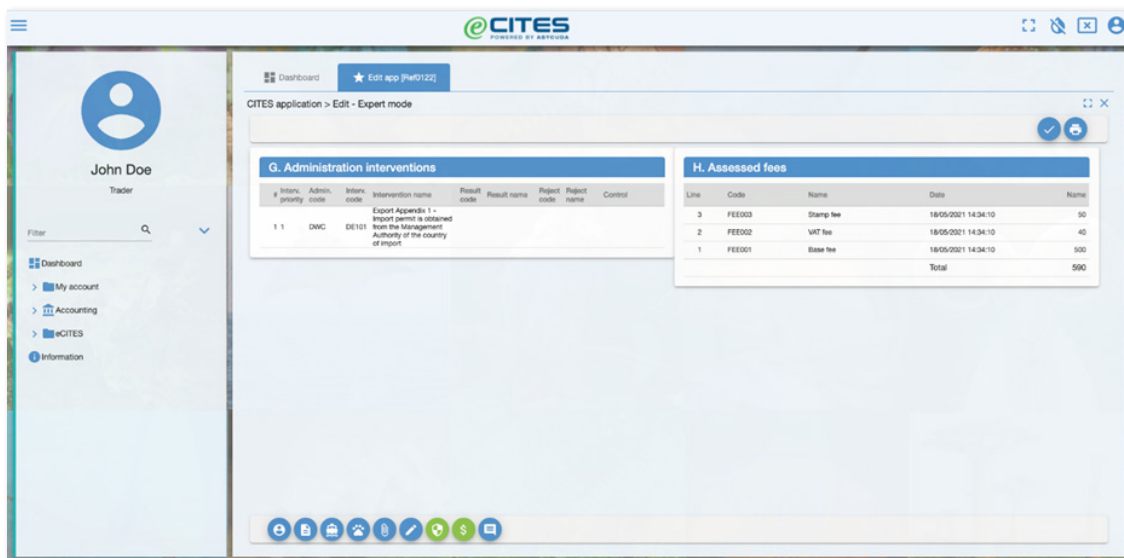 eCITES
POWERED BY ASYCUDA
John Doe
Trader
Filter
Dashboard
My account
Accounting
eCITES
Information
Dashboard
Edit app [Ref0122]
CITES application > Edit - Expert mode
G. Administration interventions
# Interv. priority Admin. code Interv. code Intervention name Result code Result name Reject code Reject name Control
1 1 DWC DE101 Export Appendix 1 -
Import permit is obtained
from the Management
Authority of the country
of import
H. Assessed fees
Line Code Name Date Name
3 FEE003 Stamp fee 18/05/2021 14:34:10 50
2 FEE002 VAT fee 18/05/2021 14:34:10 40
1 FEE001 Base fee 18/05/2021 14:34:10 500
Total 590